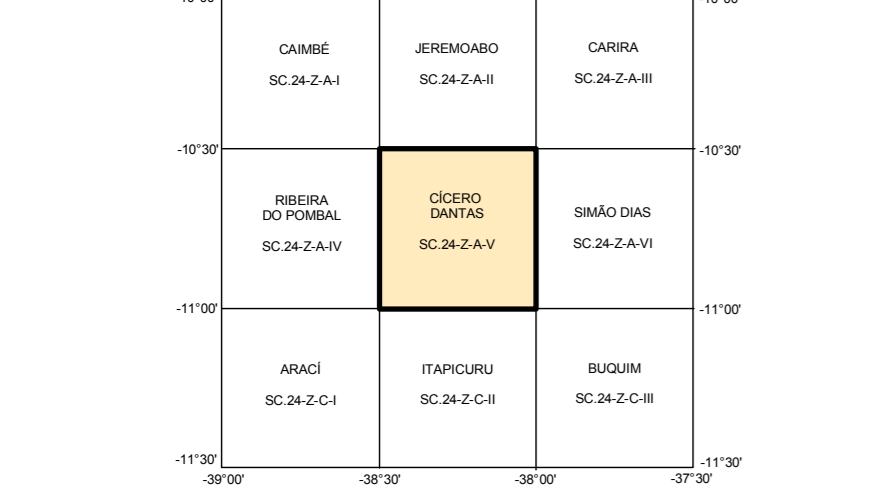 CAIMBÉ
SC.24-Z-A-I
JEREMOABO
SC.24-Z-A-II
CARIRA
SC.24-Z-A-III
-10°30'
-10°30'
RIBEIRA
DO POMBAL
SC.24-Z-A-IV
CÍCERO
DANTAS
SC.24-Z-A-V
SIMÃO DIAS
SC.24-Z-A-VI
-11°00'
-11°00'
ARACÍ
SC.24-Z-C-I
ITAPICURU
SC.24-Z-C-II
BUQUIM
SC.24-Z-C-III
-11°30'
-11°30'
-39°00'
-38°30'
-38°00'
-37°30'